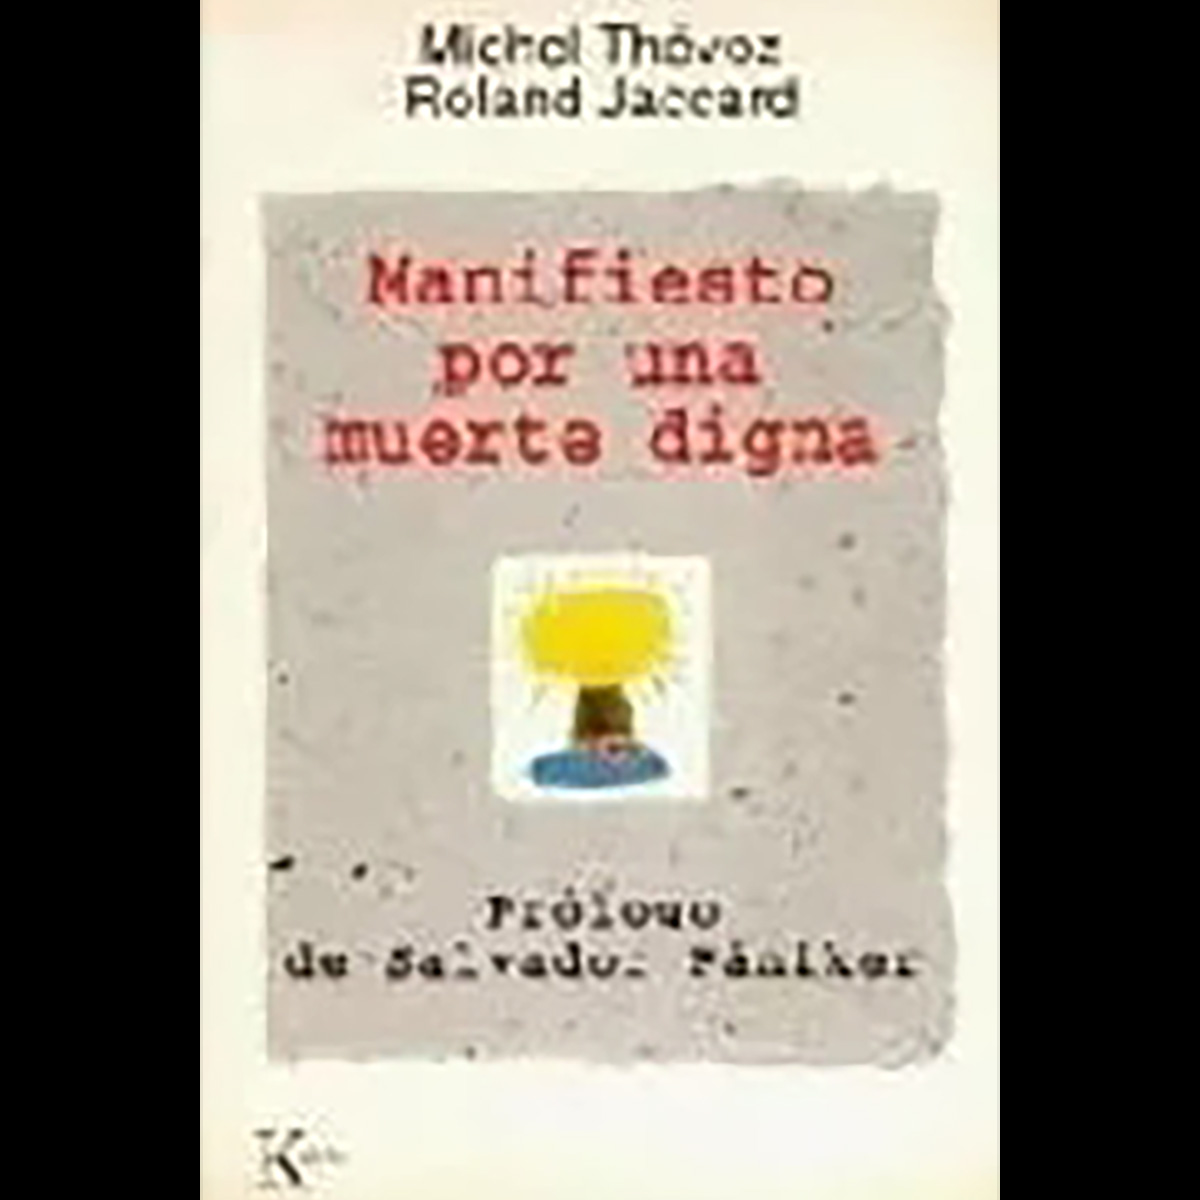 Michel Thévoz
Roland Jaccard
Manifiesto
por una
muerte digna
Prólogo
de Salvador Pániker